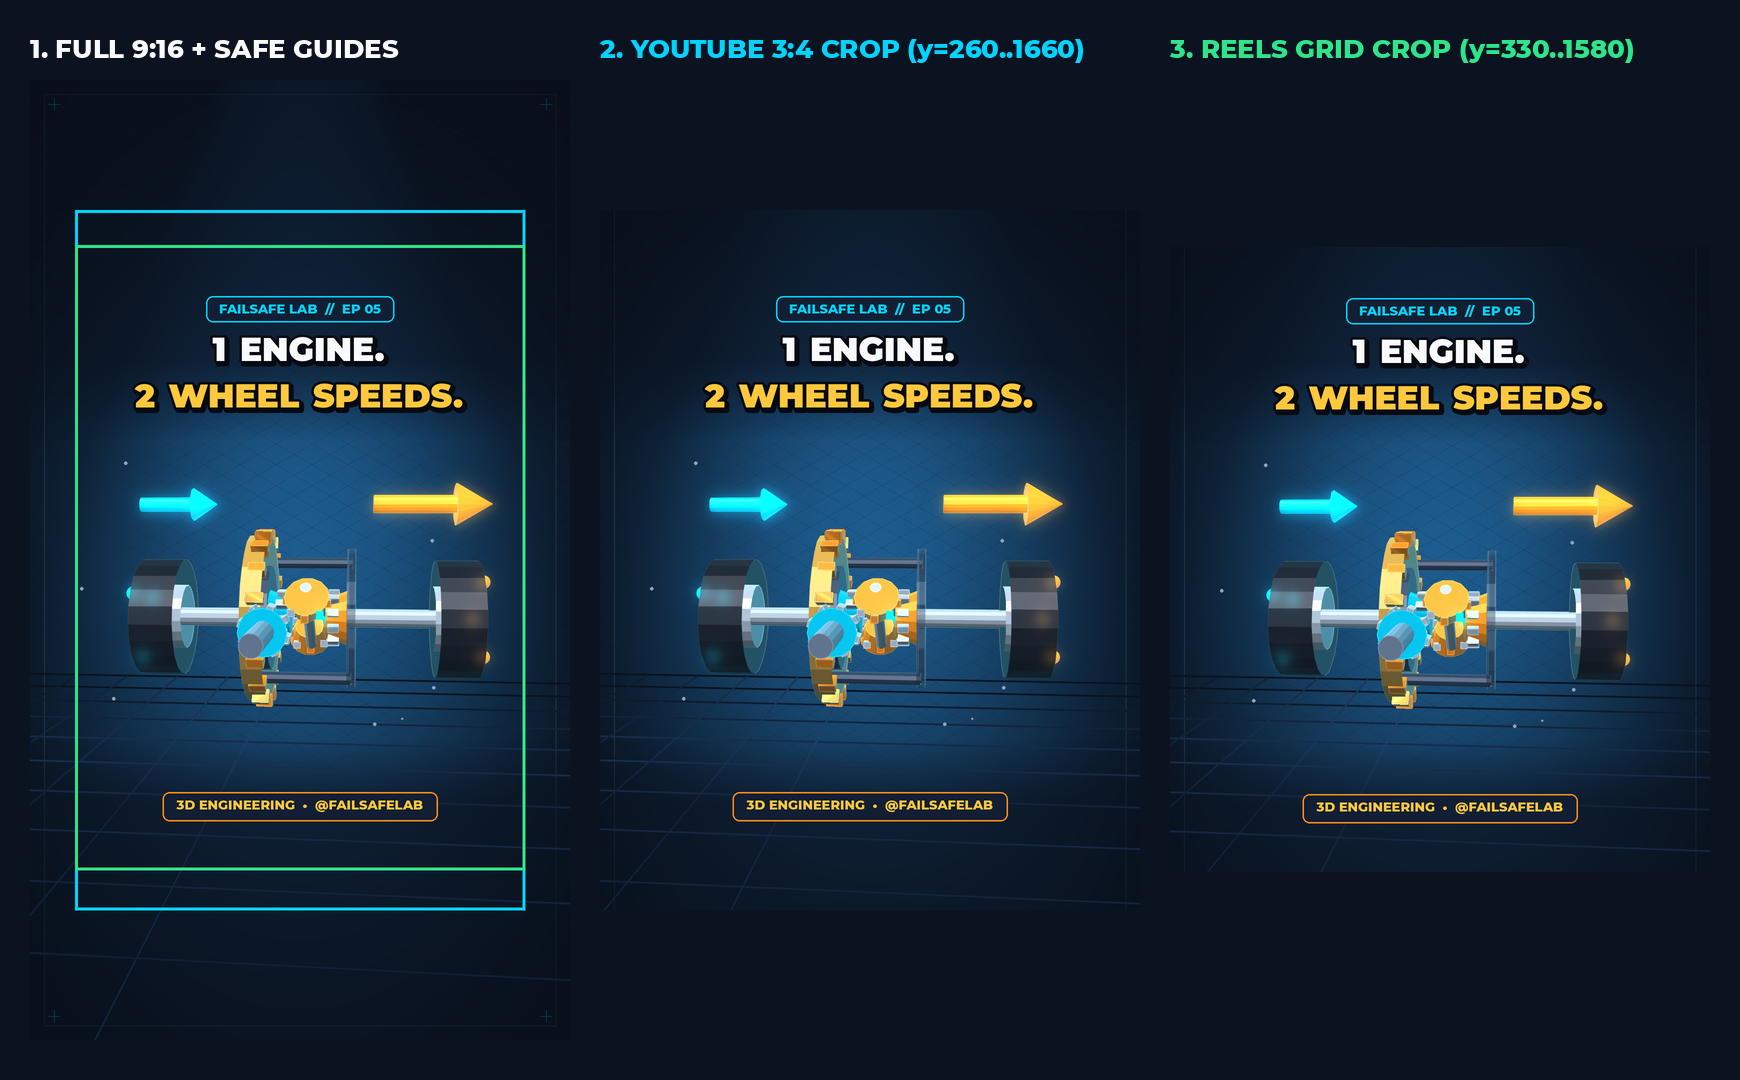 1. FULL 9:16 + SAFE GUIDES
FAILSAFE LAB // EP 05
1 ENGINE.
2 WHEEL SPEEDS.
3D ENGINEERING • @FAILSAFELAB
2. YOUTUBE 3:4 CROP (y=260..1660)
FAILSAFE LAB // EP 05
1 ENGINE.
2 WHEEL SPEEDS.
3D ENGINEERING • @FAILSAFELAB
3. REELS GRID CROP (y=330..1580)
FAILSAFE LAB // EP 05
1 ENGINE.
2 WHEEL SPEEDS.
3D ENGINEERING • @FAILSAFELAB